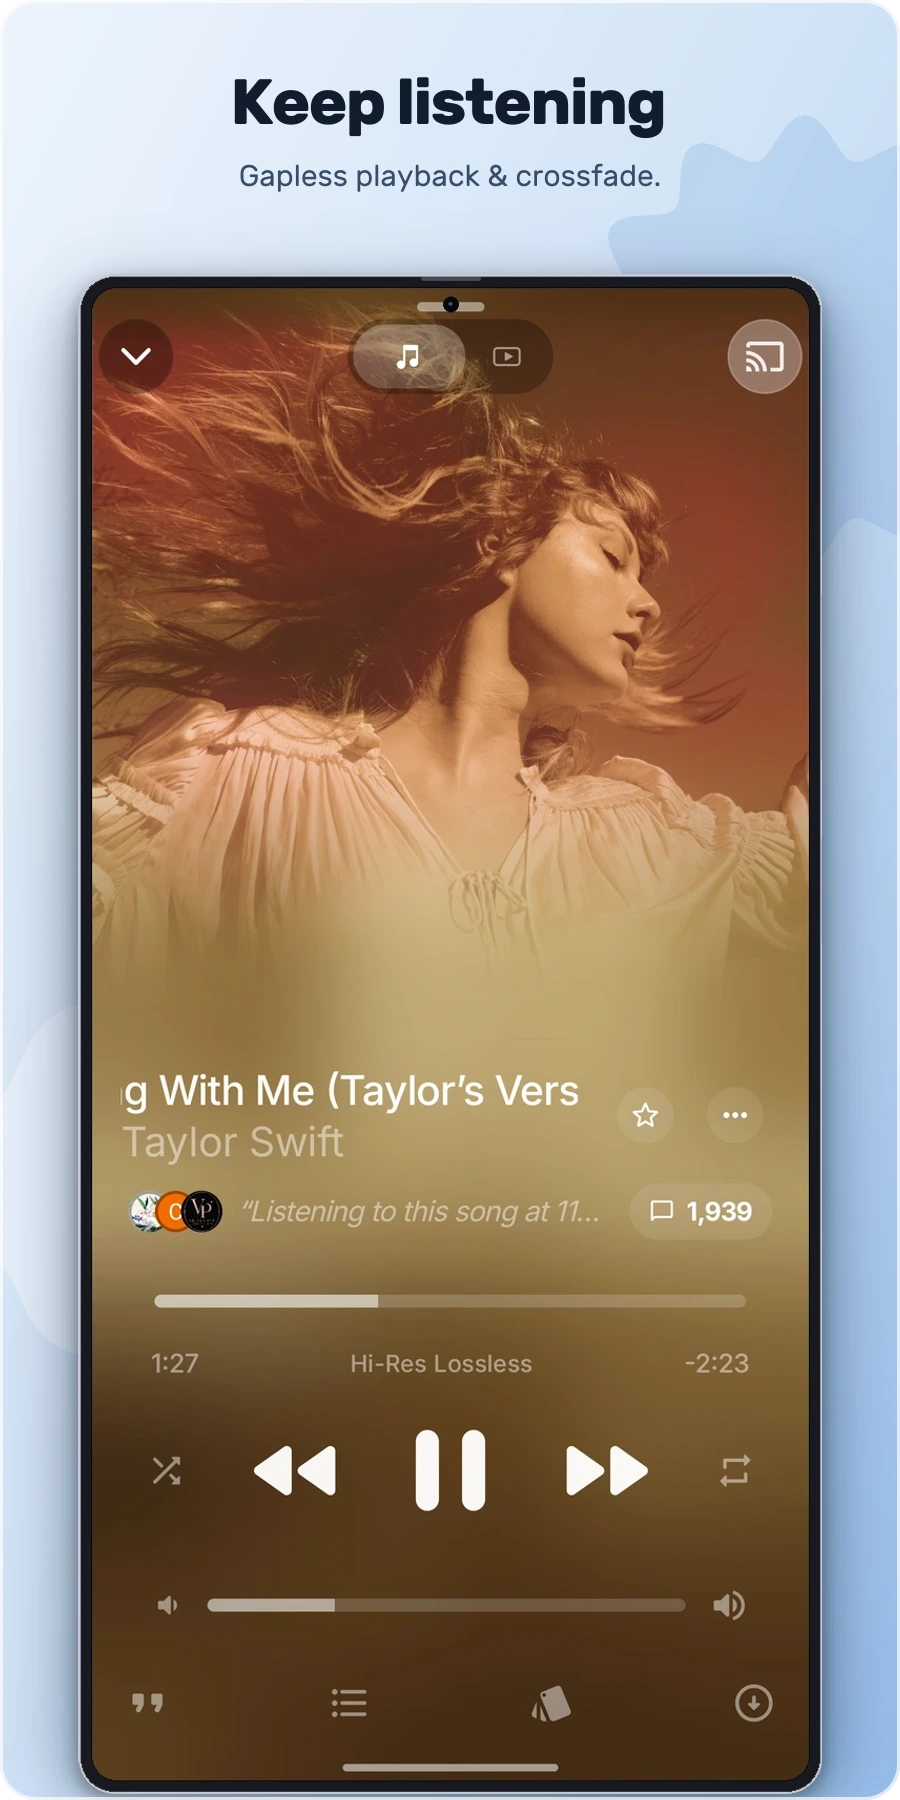 Keep listening
Gapless playback & crossfade.
g With Me (Taylor's Vers
Taylor Swift
C
Vp
“Listening to this song at 11...
1,939
1:27
Hi-Res Lossless
-2:23